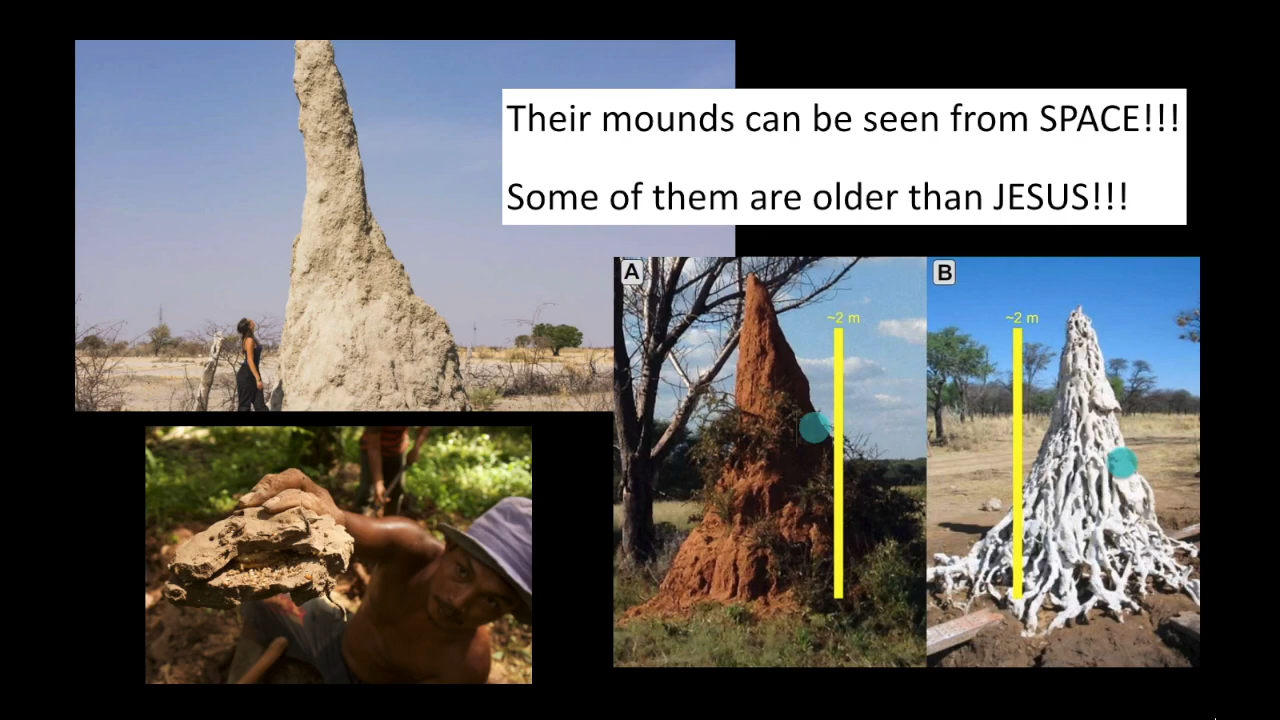 Their mounds can be seen from SPACE!!!
Some of them are older than JESUS!!!
A
~2 m
B
~2 m